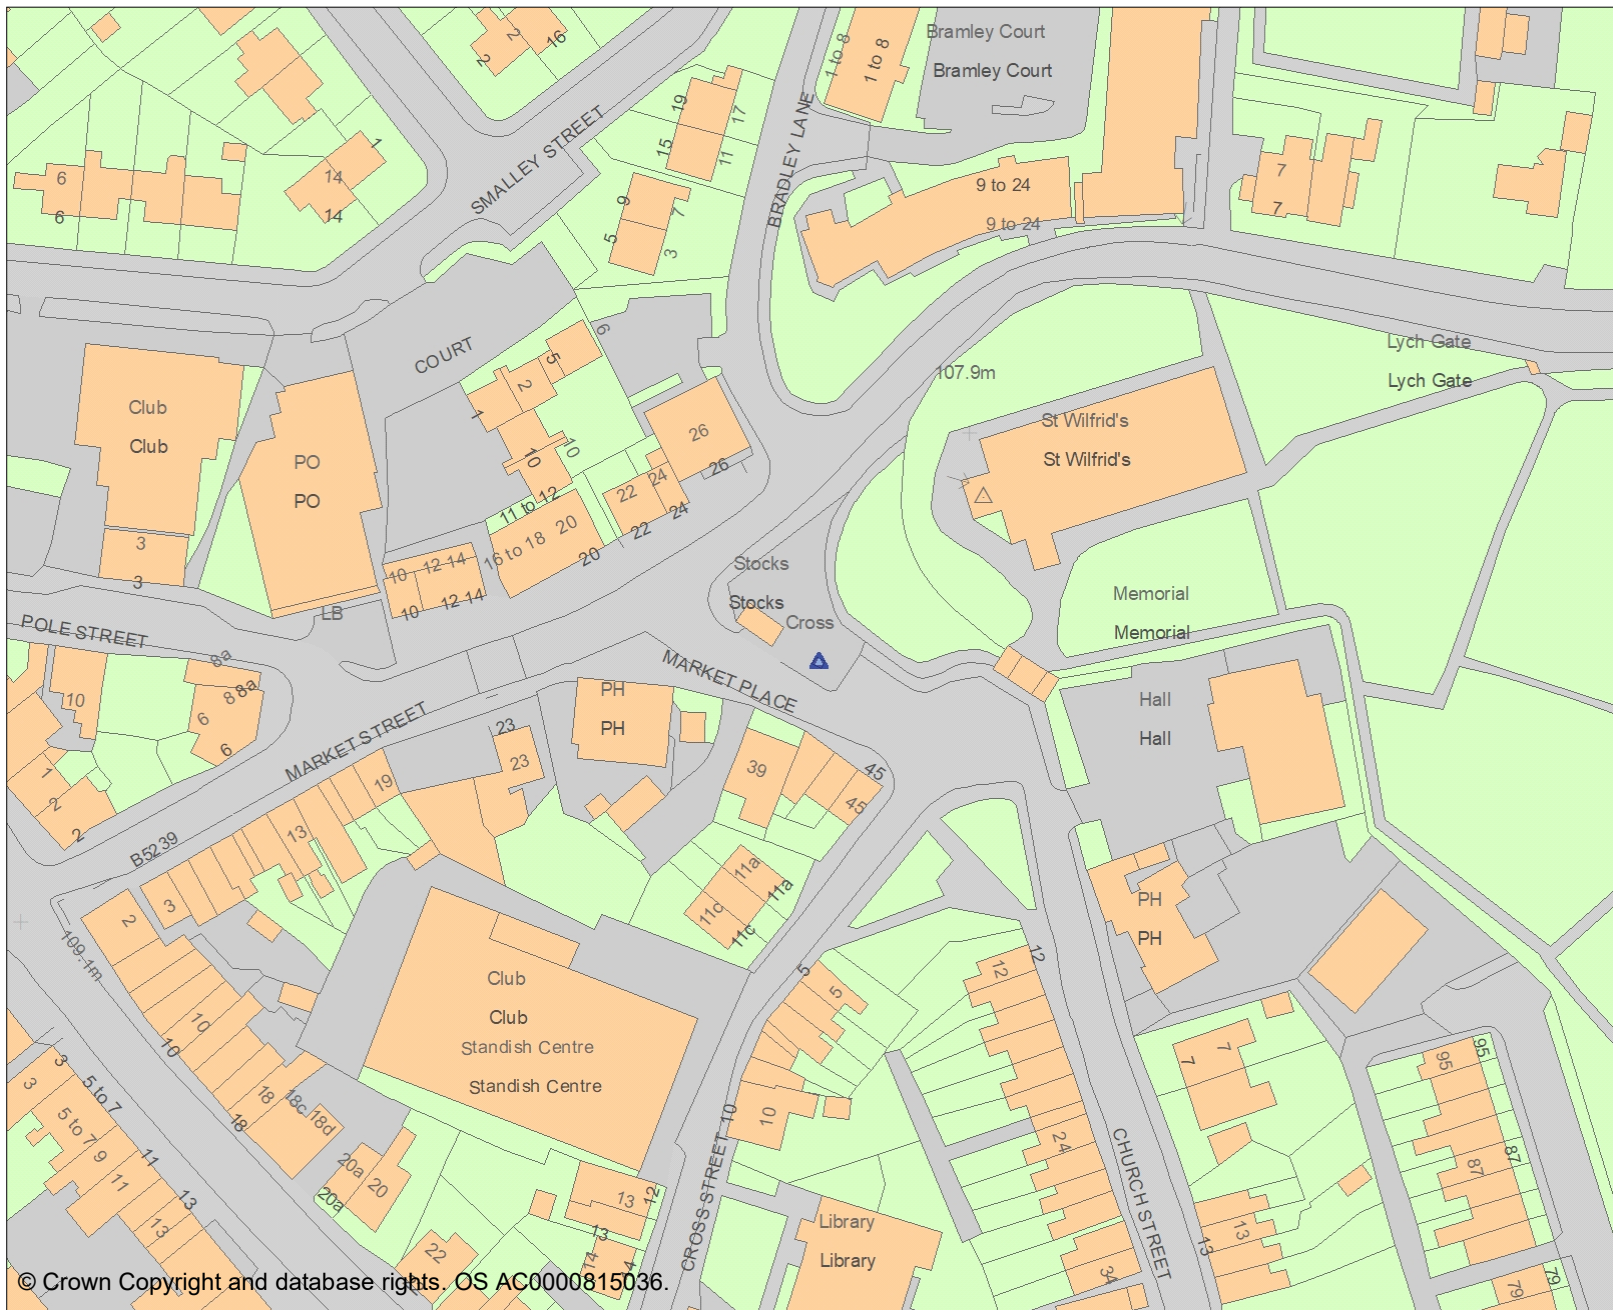 2
2
16
1 to 8
1 to 8
Bramley Court
Bramley Court
19
17
15
11
SMALLEY STREET
BRADLEY LANE
1
14
14
6
6
9
7
5
3
9 to 24
9 to 24
7
7
COURT
6
5
2
1
10
10
107.9m
Lych Gate
Lych Gate
Club
Club
PO
PO
St Wilfrid's
St Wilfrid's
26
26
24
22
24
22
11 to 12
20
16 to 18
20
3
3
10
12
14
10
12
14
LB
Stocks
Stocks
Cross
Memorial
Memorial
POLE STREET
MARKET PLACE
8a
8
8a
6
6
10
PH
PH
Hall
Hall
MARKET STREET
23
23
19
39
45
45
1
2
2
B5239
13
3
2
11a
11a
11c
11c
PH
PH
109.1m
Club
Club
Standish Centre
Standish Centre
5
5
12
12
10
10
18
18
18c
18d
3
3
5 to 7
5 to 7
9
11
11
13
13
20a
20
20a
22
10
10
CROSS STREET
12
13
13
14
14
Library
Library
24
34
CHURCH STREET
7
7
13
13
95
95
87
87
79
79
© Crown Copyright and database rights. OS AC0000815036.